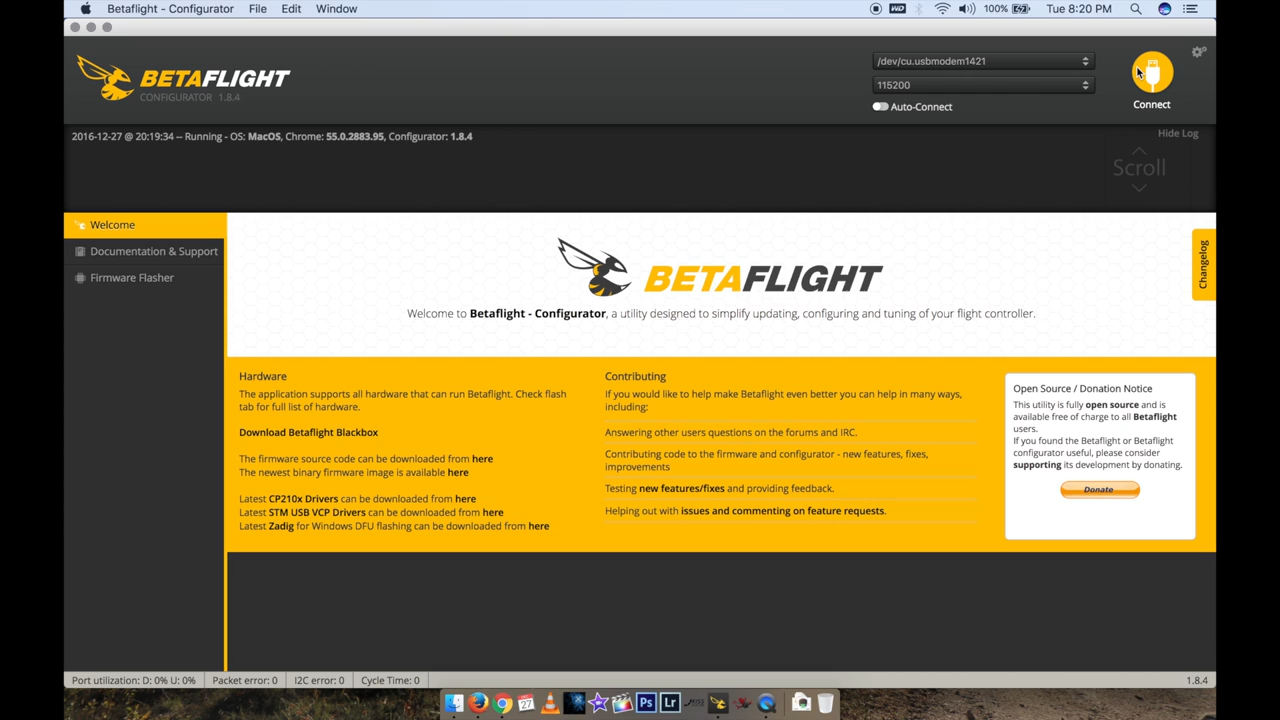 Betaflight - Configurator File Edit Window
100% Tue 8:20 PM
BETAFLIGHT
CONFIGURATOR 1.8.4
/dev/cu.usbmodem1421
115200
Auto-Connect
Connect
2016-12-27 @ 20:19:34 -- Running - OS: MacOS, Chrome: 55.0.2883.95, Configurator: 1.8.4
Hide Log
Scroll
Welcome
Documentation & Support
Firmware Flasher
BETAFLIGHT
Welcome to Betaflight - Configurator, a utility designed to simplify updating, configuring and tuning of your flight controller.
Changelog
Hardware
The application supports all hardware that can run Betaflight. Check flash
tab for full list of hardware.
Download Betaflight Blackbox
The firmware source code can be downloaded from here
The newest binary firmware image is available here
Latest CP210x Drivers can be downloaded from here
Latest STM USB VCP Drivers can be downloaded from here
Latest Zadig for Windows DFU flashing can be downloaded from here
Contributing
If you would like to help make Betaflight even better you can help in many ways,
including:
Answering other users questions on the forums and IRC.
Contributing code to the firmware and configurator - new features, fixes,
improvements
Testing new features/fixes and providing feedback.
Helping out with issues and commenting on feature requests.
Open Source / Donation Notice
This utility is fully open source and is
available free of charge to all Betaflight
users.
If you found the Betaflight or Betaflight
configurator useful, please consider
supporting its development by donating.
Donate
Port utilization: D: 0% U: 0% Packet error: 0 I2C error: 0 Cycle Time: 0
1.8.4
27
Ps
Lr